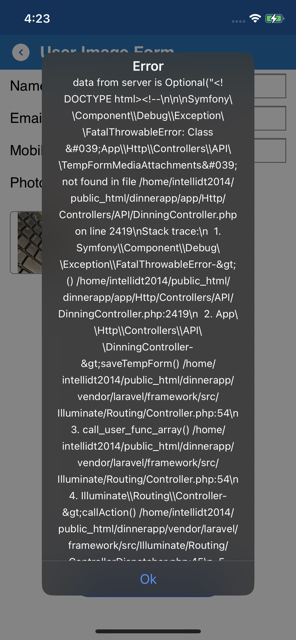 4:23
User Image Form
Error
Name
Email
Mobil
Photo
data from server is Optional("<!
DOCTYPE html><!--\n\n\nSymfony\
\Component\\Debug\\Exception\
\FatalThrowableError: Class
&#039;App\\Http\\Controllers\\API\
\TempFormMediaAttachments&#039;
not found in file /home/intellidt2014/
public_html/dinnerapp/app/Http/
Controllers/API/DinningController.php
on line 2419\nStack trace:\n  1.
Symfony\\Component\\Debug\
\Exception\\FatalThrowableError-&gt;
() /home/intellidt2014/public_html/
dinnerapp/app/Http/Controllers/API/
DinningController.php:2419\n  2. App\
\Http\\Controllers\\API\
\DinningController-
&gt;saveTempForm() /home/
intellidt2014/public_html/dinnerapp/
vendor/laravel/framework/src/
Illuminate/Routing/Controller.php:54\n
3. call_user_func_array() /home/
intellidt2014/public_html/dinnerapp/
vendor/laravel/framework/src/
Illuminate/Routing/Controller.php:54\n
4. Illuminate\\Routing\\Controller-
&gt;callAction() /home/intellidt2014/
public_html/dinnerapp/vendor/laravel/
framework/src/Illuminate/Routing/
ControllerDispatcher.php:45\n  5.
Ok